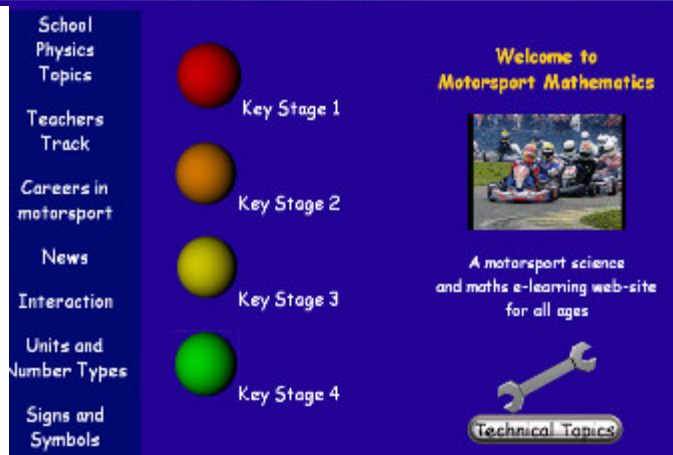 School
Physics
Topics
Teachers
Track
Careers in
motorsport
News
Interaction
Units and
Number Types
Signs and
Symbols
Key Stage 1
Key Stage 2
Key Stage 3
Key Stage 4
Welcome to
Motorsport Mathematics
A motorsport science
and maths e-learning web-site
for all ages
Technical Topics